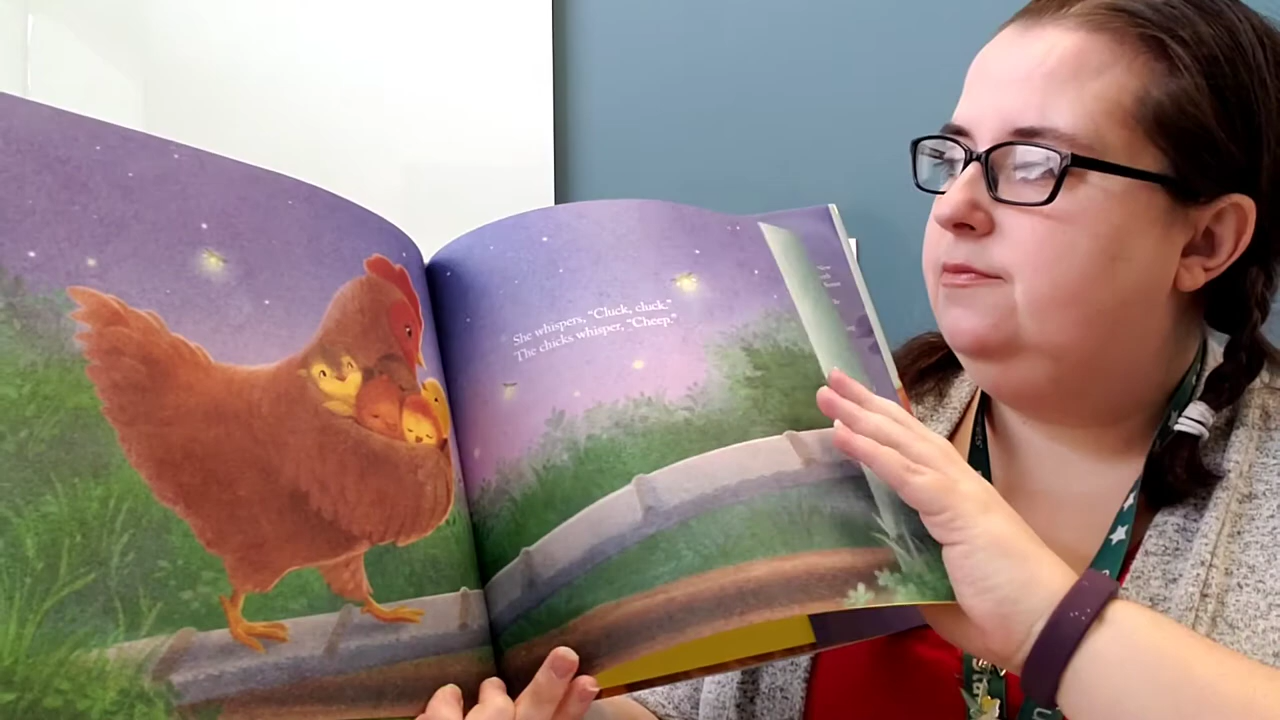 She whispers, “Cluck, cluck.”
The chicks whisper, “Cheep.”